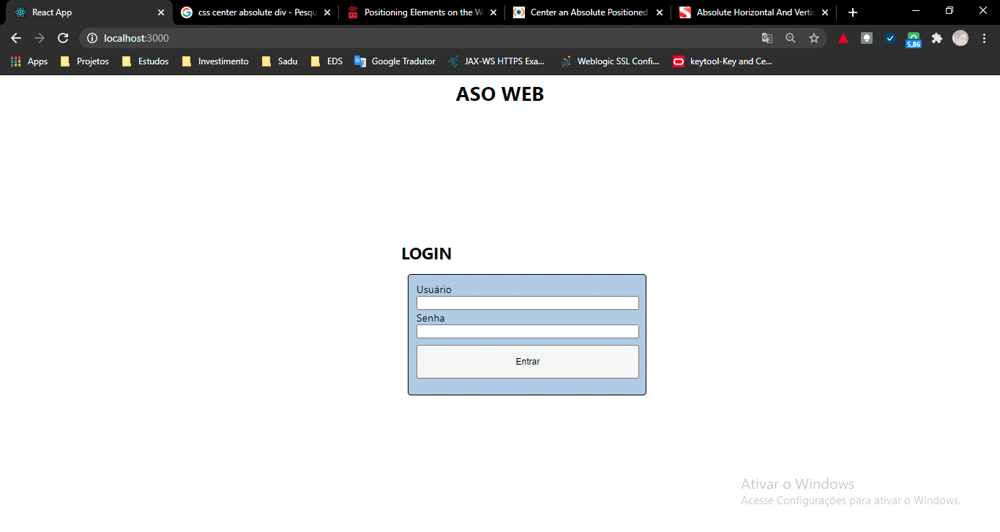 React App
css center absolute div - Pesqu
Positioning Elements on the W
Center an Absolute Positioned
Absolute Horizontal And Vertic
localhost:3000
5,86
Apps
Projetos
Estudos
Investimento
Sadu
EDS
Google Tradutor
JAX-WS HTTPS Exa...
Weblogic SSL Confi...
keytool-Key and Ce...
ASO WEB
LOGIN
Usuário
Senha
Entrar
Ativar o Windows
Acesse Configurações para ativar o Windows.